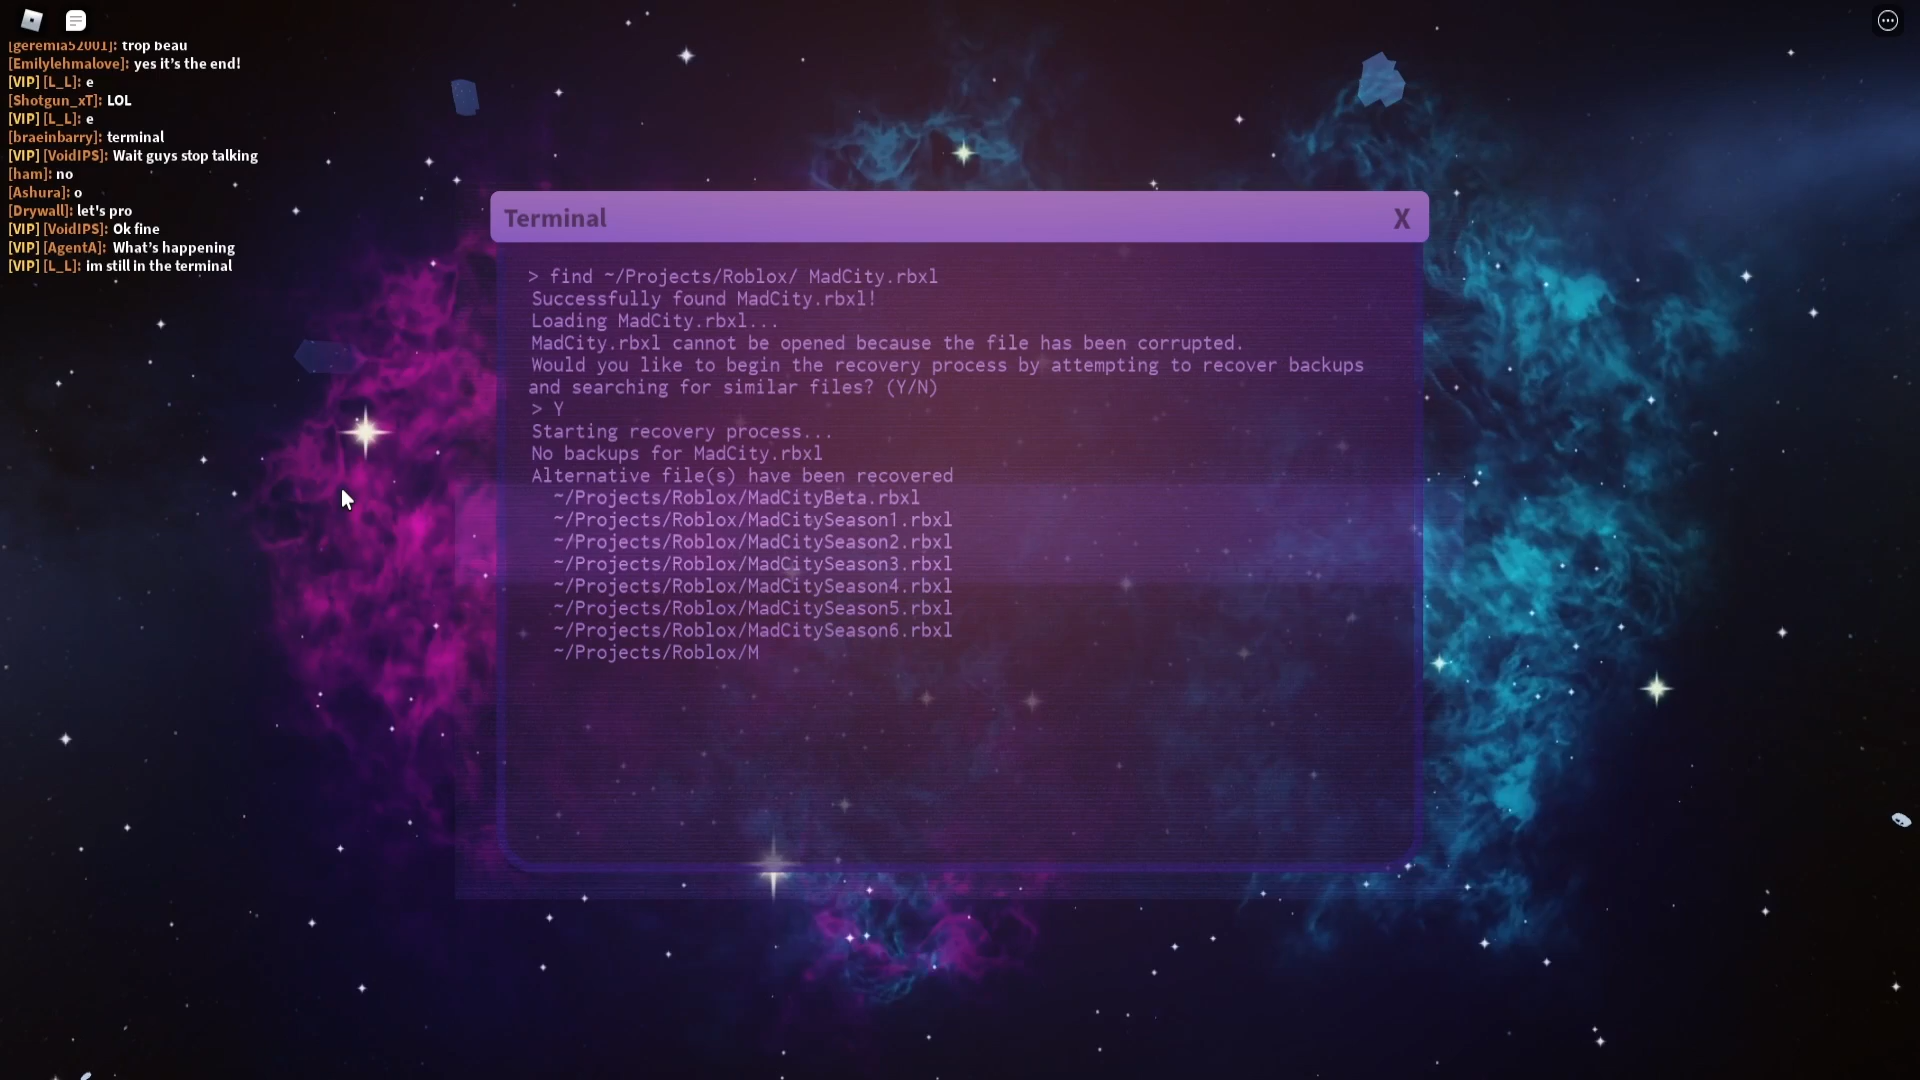 [geremia52001]: trop beau
[Emilylehmalove]: yes it's the end!
[VIP] [L_L]: e
[Shotgun_xT]: LOL
[VIP] [L_L]: e
[braeinbarry]: terminal
[VIP] [VoidIPS]: Wait guys stop talking
[ham]: no
[Ashura]: o
[Drywall]: let's pro
[VIP] [VoidIPS]: Ok fine
[VIP] [AgentA]: What's happening
[VIP] [L_L]: im still in the terminal
Terminal X
> find ~/Projects/Roblox/ MadCity.rbxl
Successfully found MadCity.rbxl!
Loading MadCity.rbxl...
MadCity.rbxl cannot be opened because the file has been corrupted.
Would you like to begin the recovery process by attempting to recover backups
and searching for similar files? (Y/N)
> Y
Starting recovery process...
No backups for MadCity.rbxl
Alternative file(s) have been recovered
~/Projects/Roblox/MadCityBeta.rbxl
~/Projects/Roblox/MadCitySeason1.rbxl
~/Projects/Roblox/MadCitySeason2.rbxl
~/Projects/Roblox/MadCitySeason3.rbxl
~/Projects/Roblox/MadCitySeason4.rbxl
~/Projects/Roblox/MadCitySeason5.rbxl
~/Projects/Roblox/MadCitySeason6.rbxl
~/Projects/Roblox/M